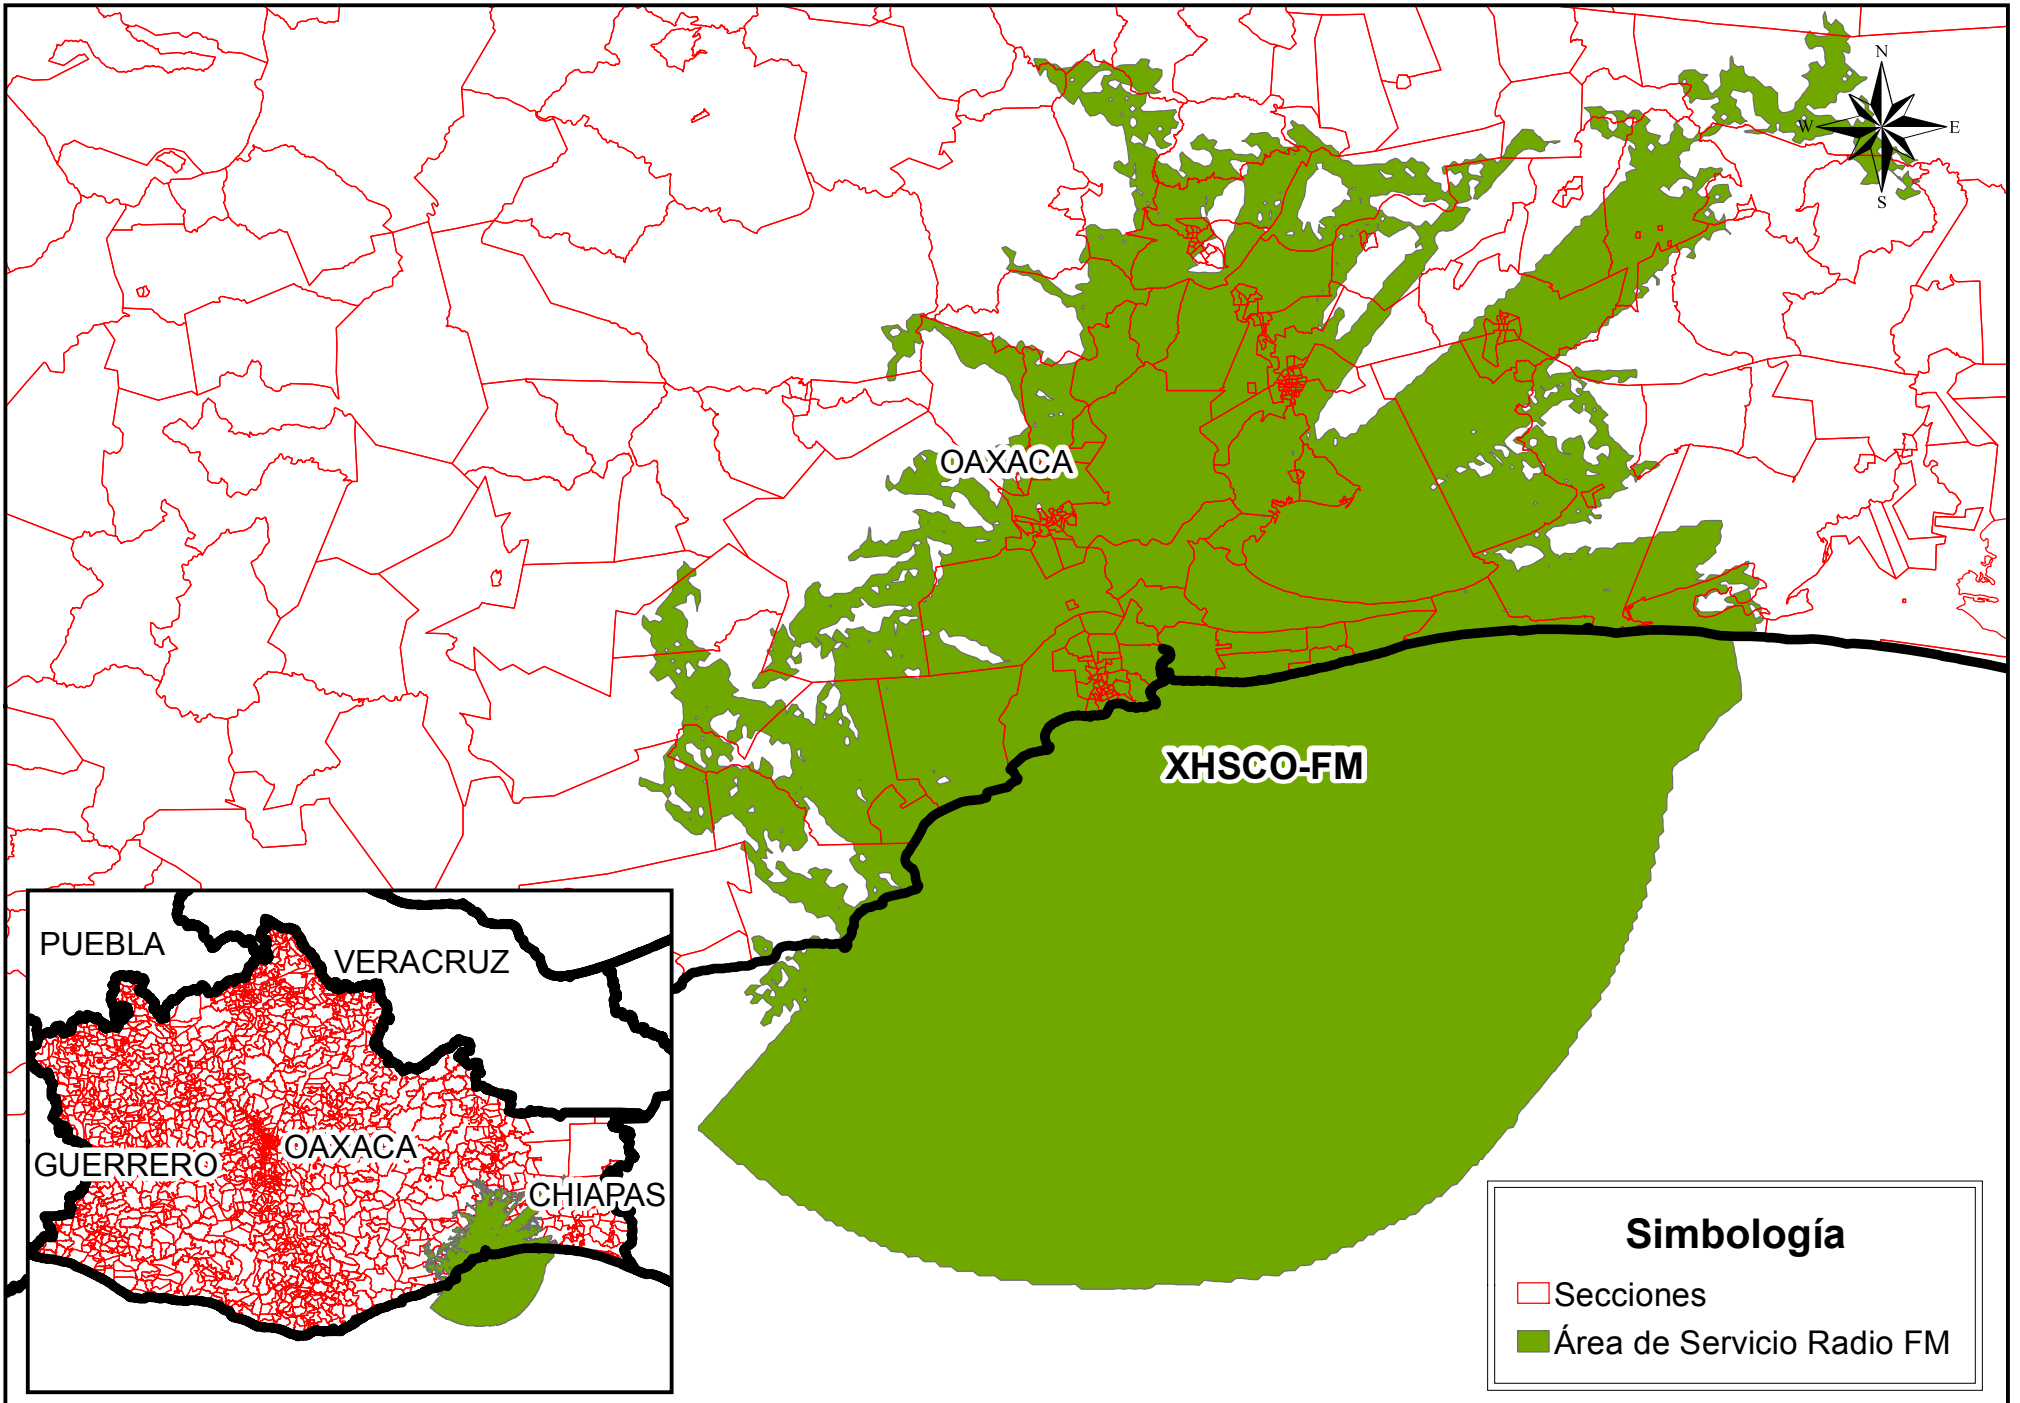 N
W
E
S
OAXACA
XHSCO-FM
PUEBLA
VERACRUZ
OAXACA
GUERRERO
CHIAPAS
Simbología
Secciones
Área de Servicio Radio FM